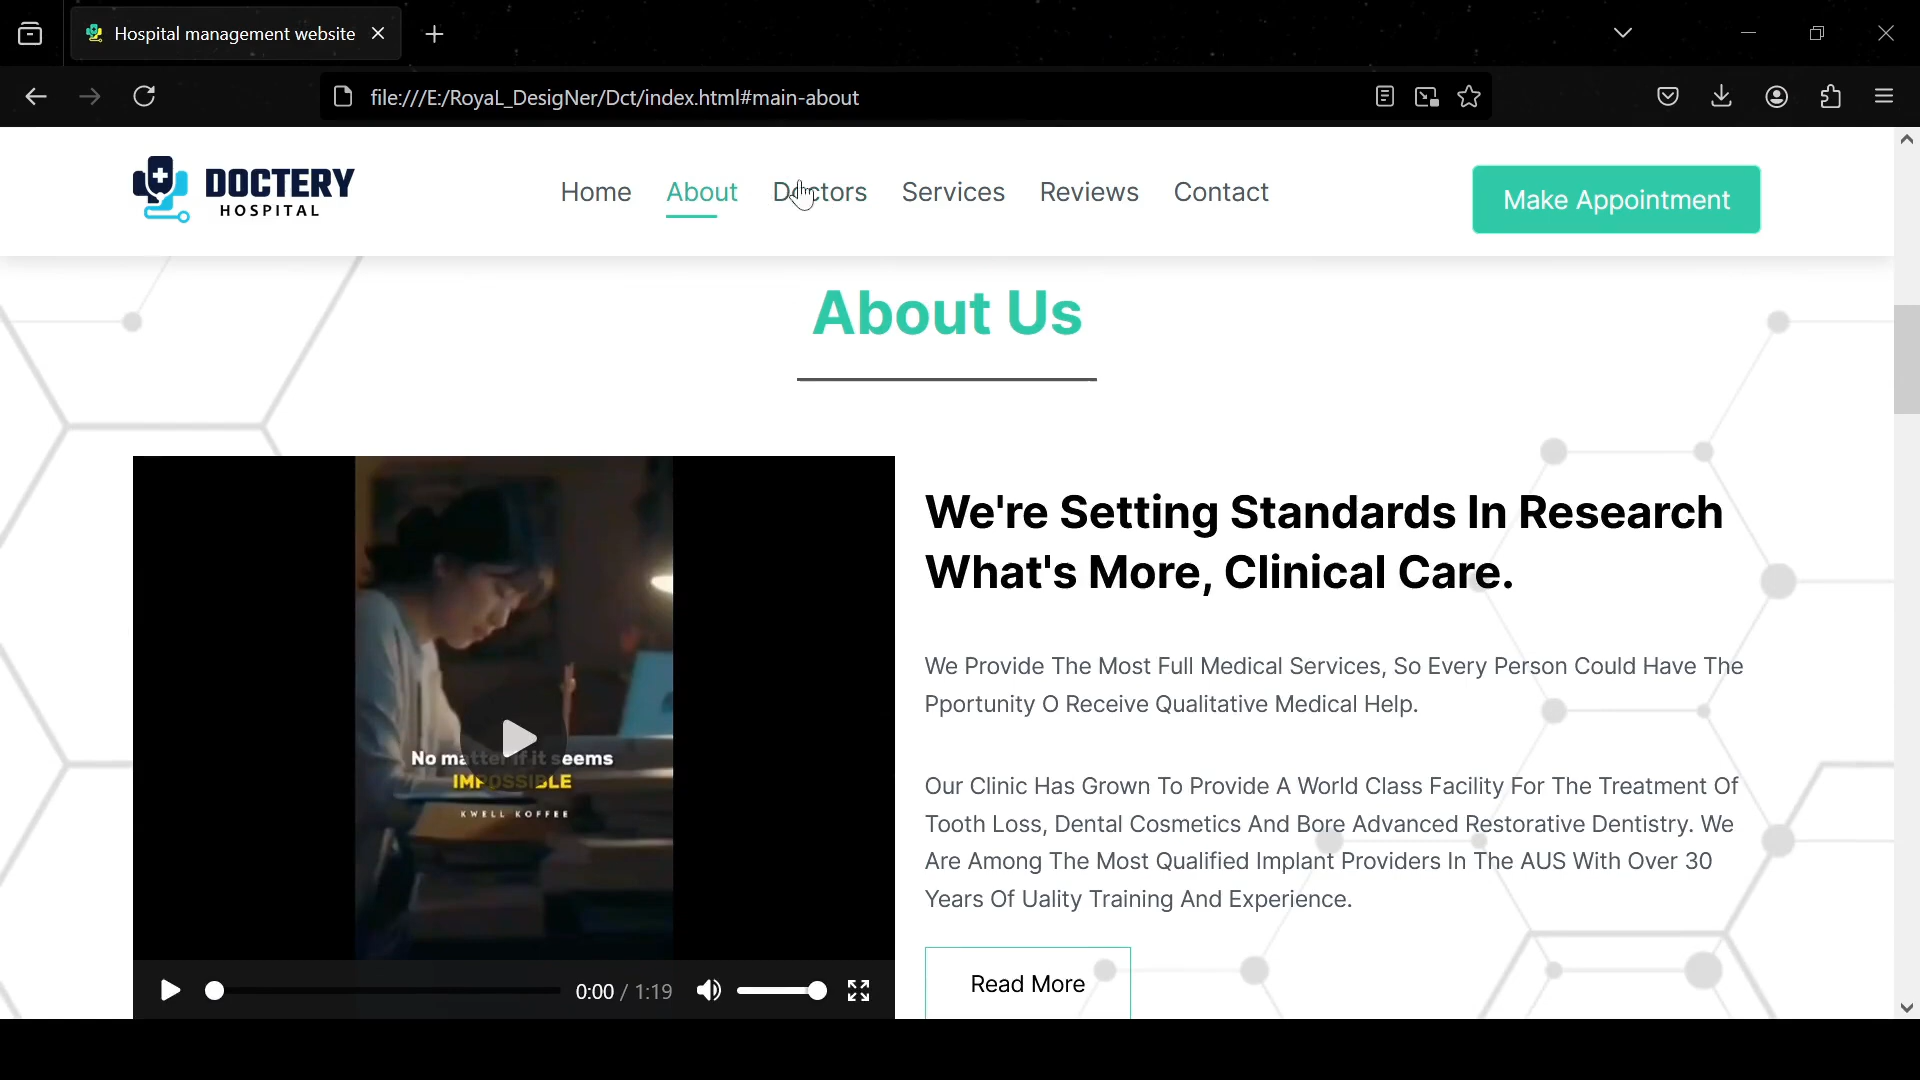 Hospital management website
file:///E:/RoyaL_DesigNer/Dct/index.html#main-about
DOCTERY
HOSPITAL
Home About Doctors Services Reviews Contact
Make Appointment
About Us
We're Setting Standards In Research
What's More, Clinical Care.
We Provide The Most Full Medical Services, So Every Person Could Have The
Pportunity O Receive Qualitative Medical Help.
Our Clinic Has Grown To Provide A World Class Facility For The Treatment Of
Tooth Loss, Dental Cosmetics And Bore Advanced Restorative Dentistry. We
Are Among The Most Qualified Implant Providers In The AUS With Over 30
Years Of Uality Training And Experience.
Read More
No matter if it seems
IMPOSSIBLE
KWELL KOFFEE
0:00 / 1:19